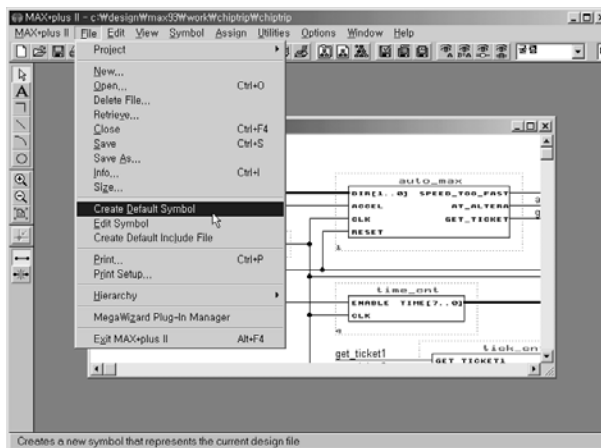 MAX+plus II - c:₩design₩max93₩work₩chiptrip₩chiptrip
MAX+plus II File Edit View Symbol Assign Utilities Options Window Help
굴림
Project
New...
Open... Ctrl+O
Delete File...
Retrieve...
Close Ctrl+F4
Save Ctrl+S
Save As...
Info... Ctrl+I
Size...
Create Default Symbol
Edit Symbol
Create Default Include File
Print... Ctrl+P
Print Setup...
Hierarchy
MegaWizard Plug-In Manager
Exit MAX+plus II Alt+F4
auto_max
DIR[1..0] SPEED_TOO_FAST
ACCEL AT_ALTERA
CLK GET_TICKET
RESET
1
time_cnt
ENABLE TIME[7..0]
CLK
tick_cn
get_ticket1
GET_TICKET1
Creates a new symbol that represents the current design file